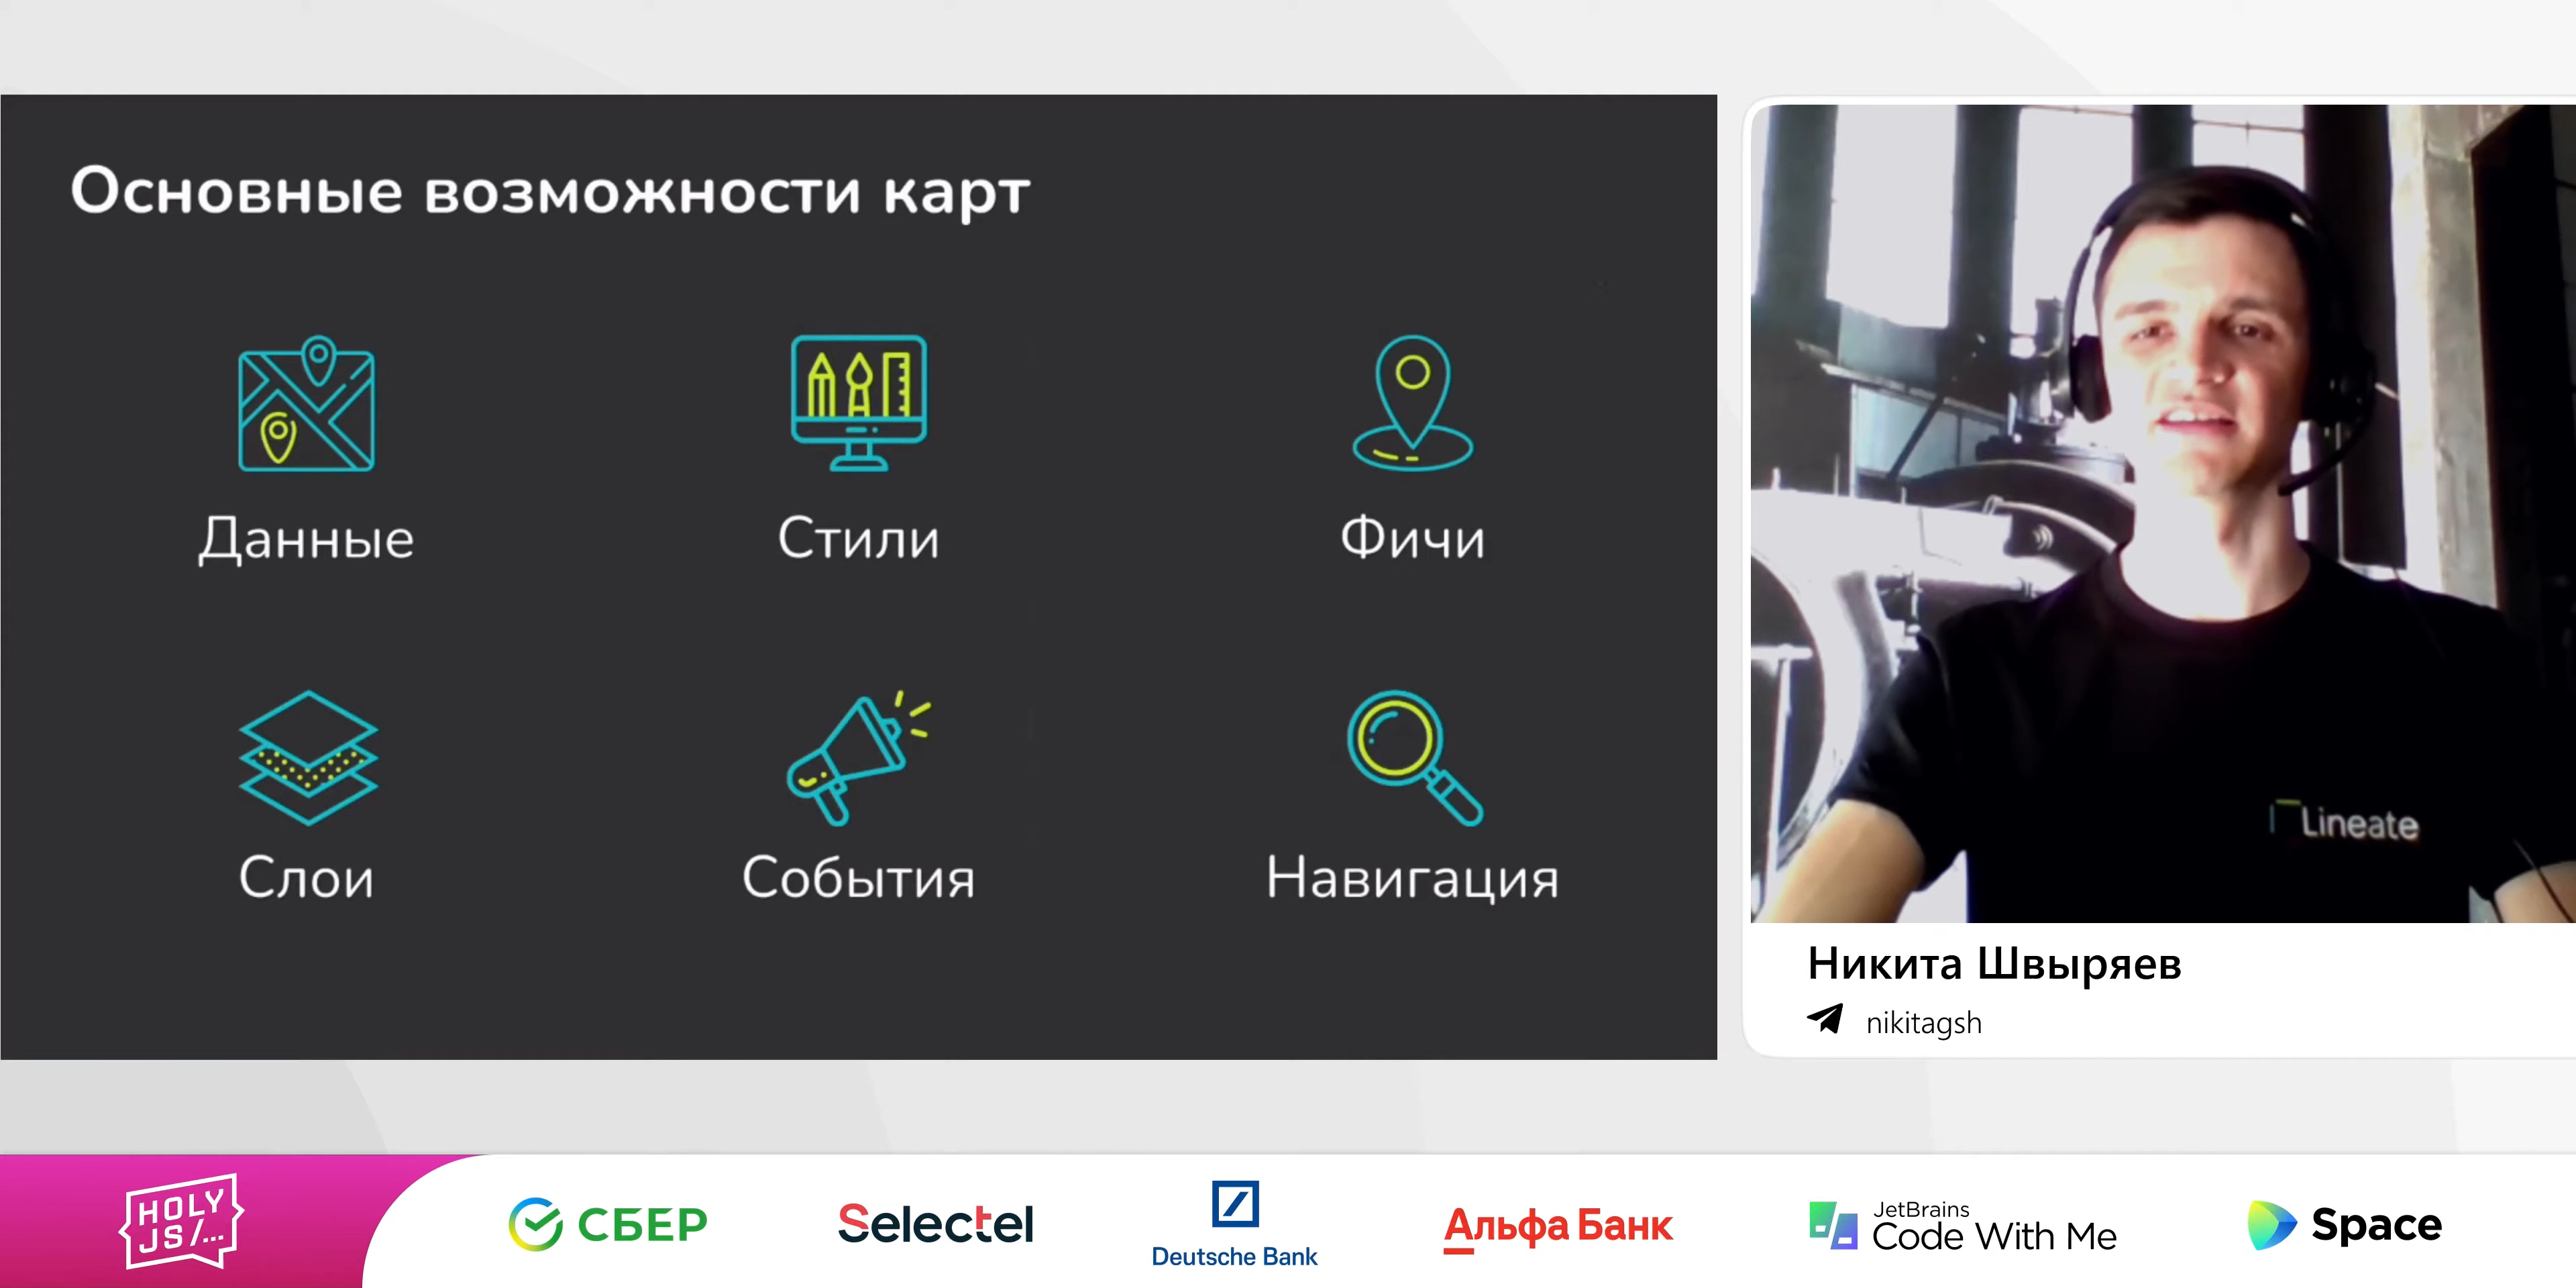 Основные возможности карт
Данные
Стили
Фичи
Слои
События
Навигация
Lineate
Никита Швыряев
nikitagsh
HOLY
JS/...
СБЕР
Selectel
Deutsche Bank
Альфа Банк
JetBrains
Code With Me
Space